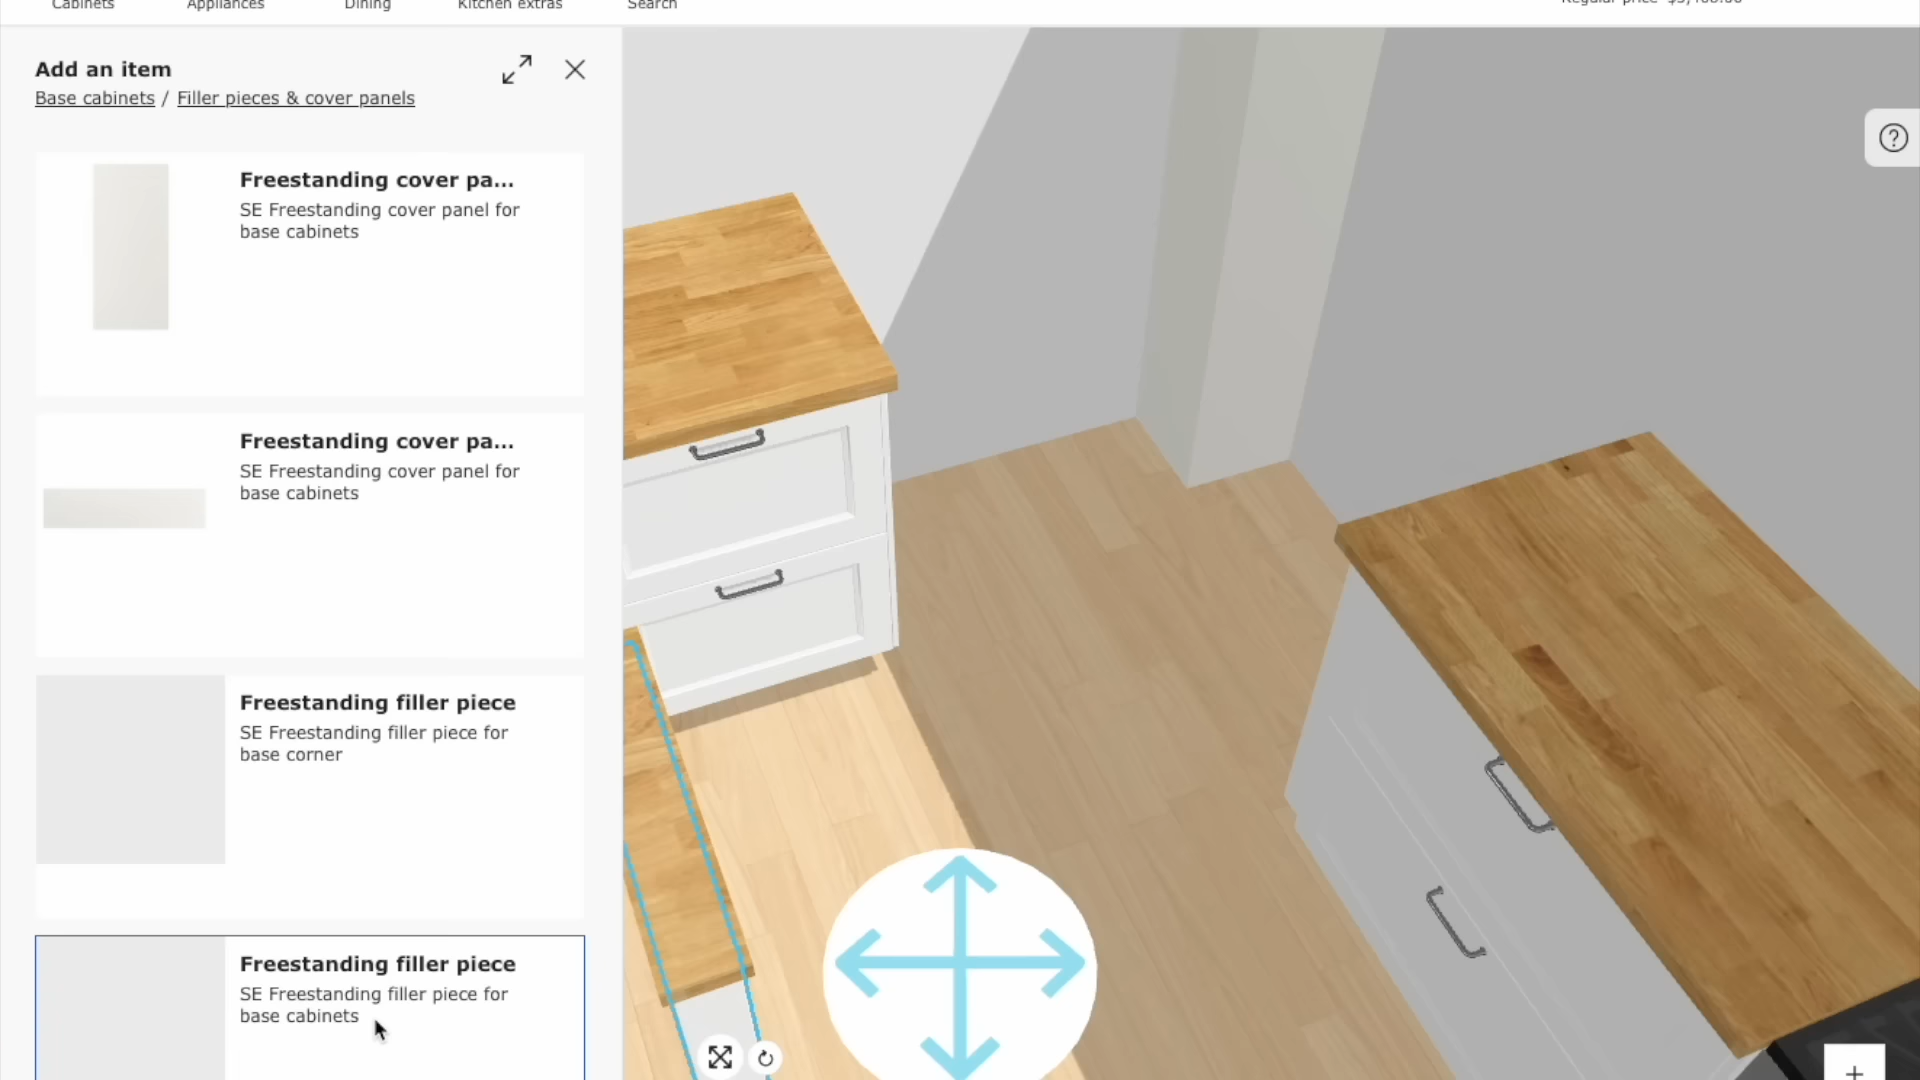 Cabinets
Appliances
Dining
Kitchen extras
Search
Regular price
Add an item
Base cabinets / Filler pieces & cover panels
Freestanding cover pa...
SE Freestanding cover panel for
base cabinets
Freestanding cover pa...
SE Freestanding cover panel for
base cabinets
Freestanding filler piece
SE Freestanding filler piece for
base corner
Freestanding filler piece
SE Freestanding filler piece for
base cabinets